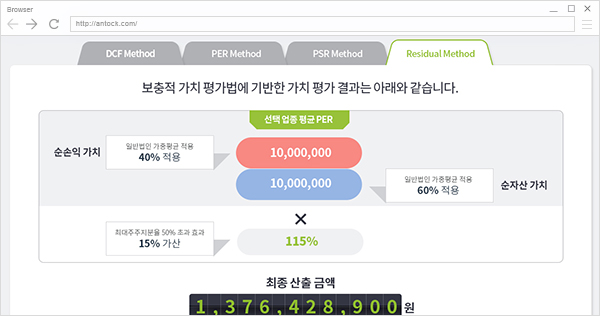 Browser
http://antock.com/
DCF Method
PER Method
PSR Method
Residual Method
보충적 가치 평가법에 기반한 가치 평가 결과는 아래와 같습니다.
선택 업종 평균 PER
순손익 가치
일반법인 가중평균 적용
40% 적용
10,000,000
10,000,000
일반법인 가중평균 적용
60% 적용
순자산 가치
×
최대주주지분율 50% 초과 효과
15% 가산
115%
최종 산출 금액
1,376,428,900 원